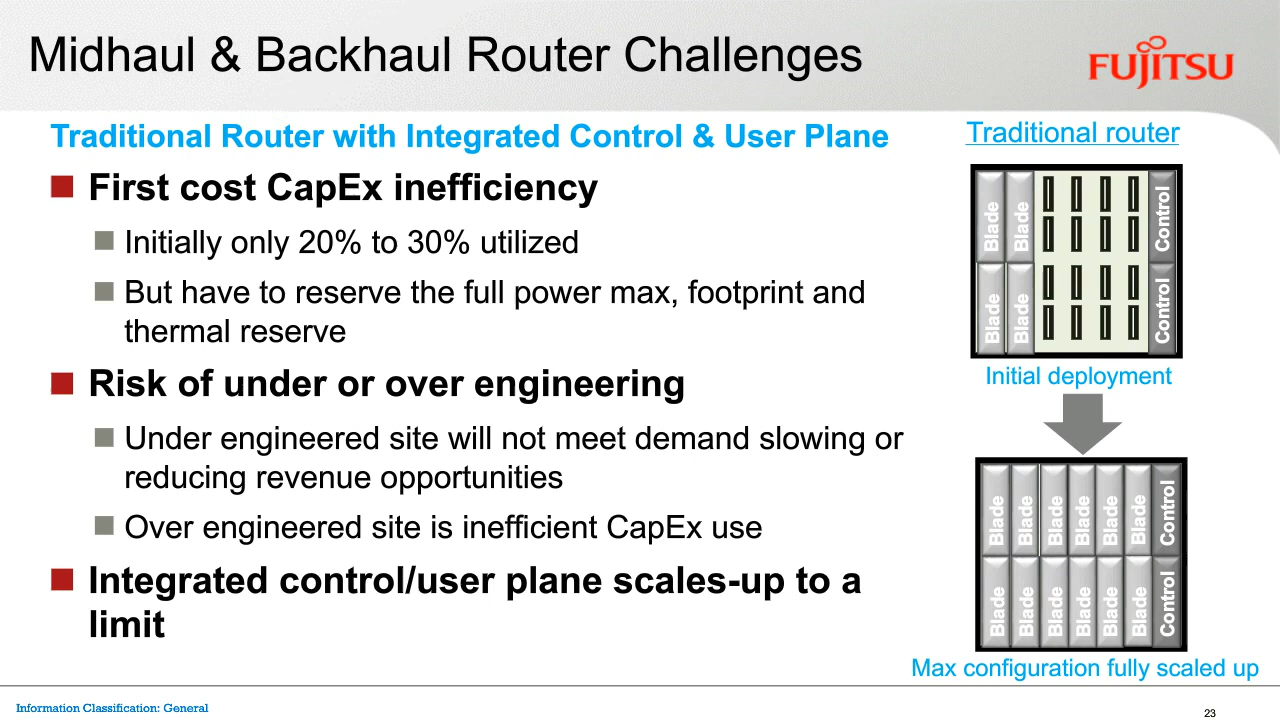 Midhaul & Backhaul Router Challenges
FUJITSU
Traditional Router with Integrated Control & User Plane
First cost CapEx inefficiency
Initially only 20% to 30% utilized
But have to reserve the full power max, footprint and
thermal reserve
Risk of under or over engineering
Under engineered site will not meet demand slowing or
reducing revenue opportunities
Over engineered site is inefficient CapEx use
Integrated control/user plane scales-up to a
limit
Traditional router
Blade Blade Control
Blade Blade Control
Initial deployment
Blade Blade Blade Blade Blade Blade Control
Blade Blade Blade Blade Blade Blade Control
Max configuration fully scaled up
Information Classification: General
23